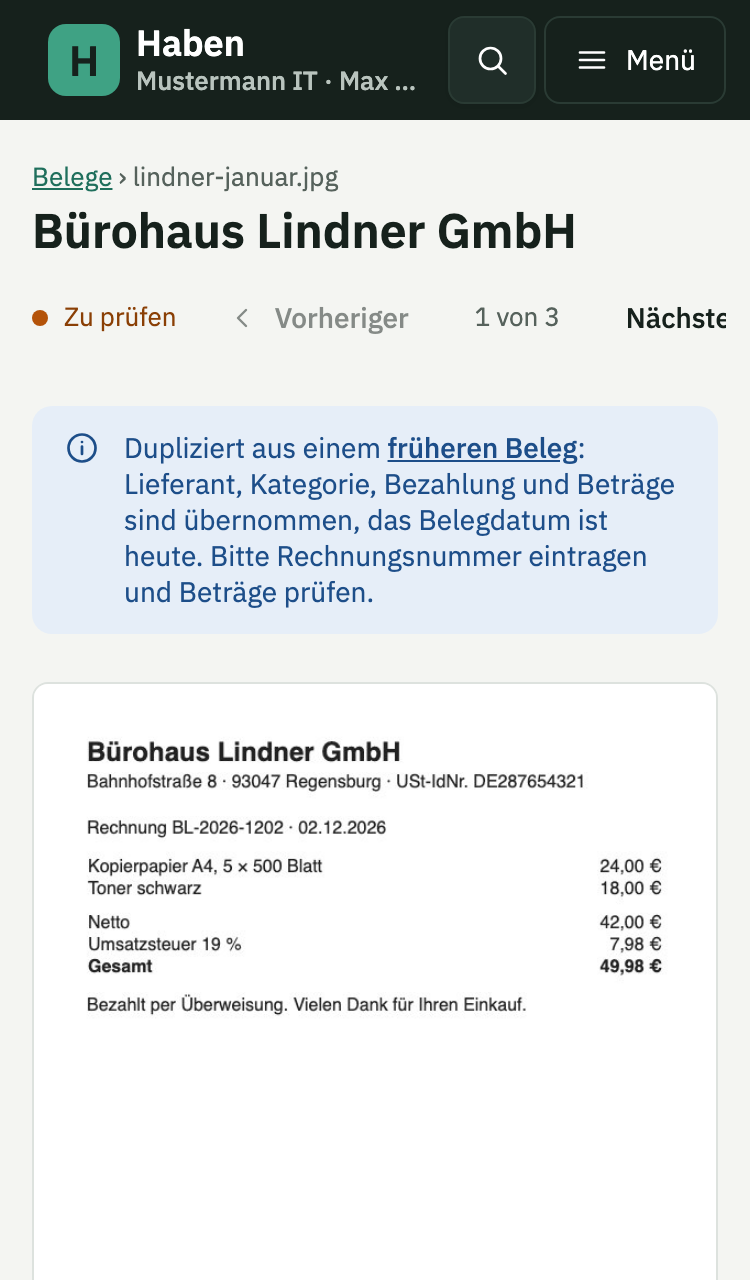 H
Haben
Mustermann IT · Max ...
Menü
Belege › lindner-januar.jpg
Bürohaus Lindner GmbH
Zu prüfen
Vorheriger
1 von 3
Nächste
Dupliziert aus einem früheren Beleg:
Lieferant, Kategorie, Bezahlung und Beträge
sind übernommen, das Belegdatum ist
heute. Bitte Rechnungsnummer eintragen
und Beträge prüfen.
Bürohaus Lindner GmbH
Bahnhofstraße 8 · 93047 Regensburg · USt-IdNr. DE287654321
Rechnung BL-2026-1202 · 02.12.2026
Kopierpapier A4, 5 × 500 Blatt 24,00 €
Toner schwarz 18,00 €
Netto 42,00 €
Umsatzsteuer 19 % 7,98 €
Gesamt 49,98 €
Bezahlt per Überweisung. Vielen Dank für Ihren Einkauf.